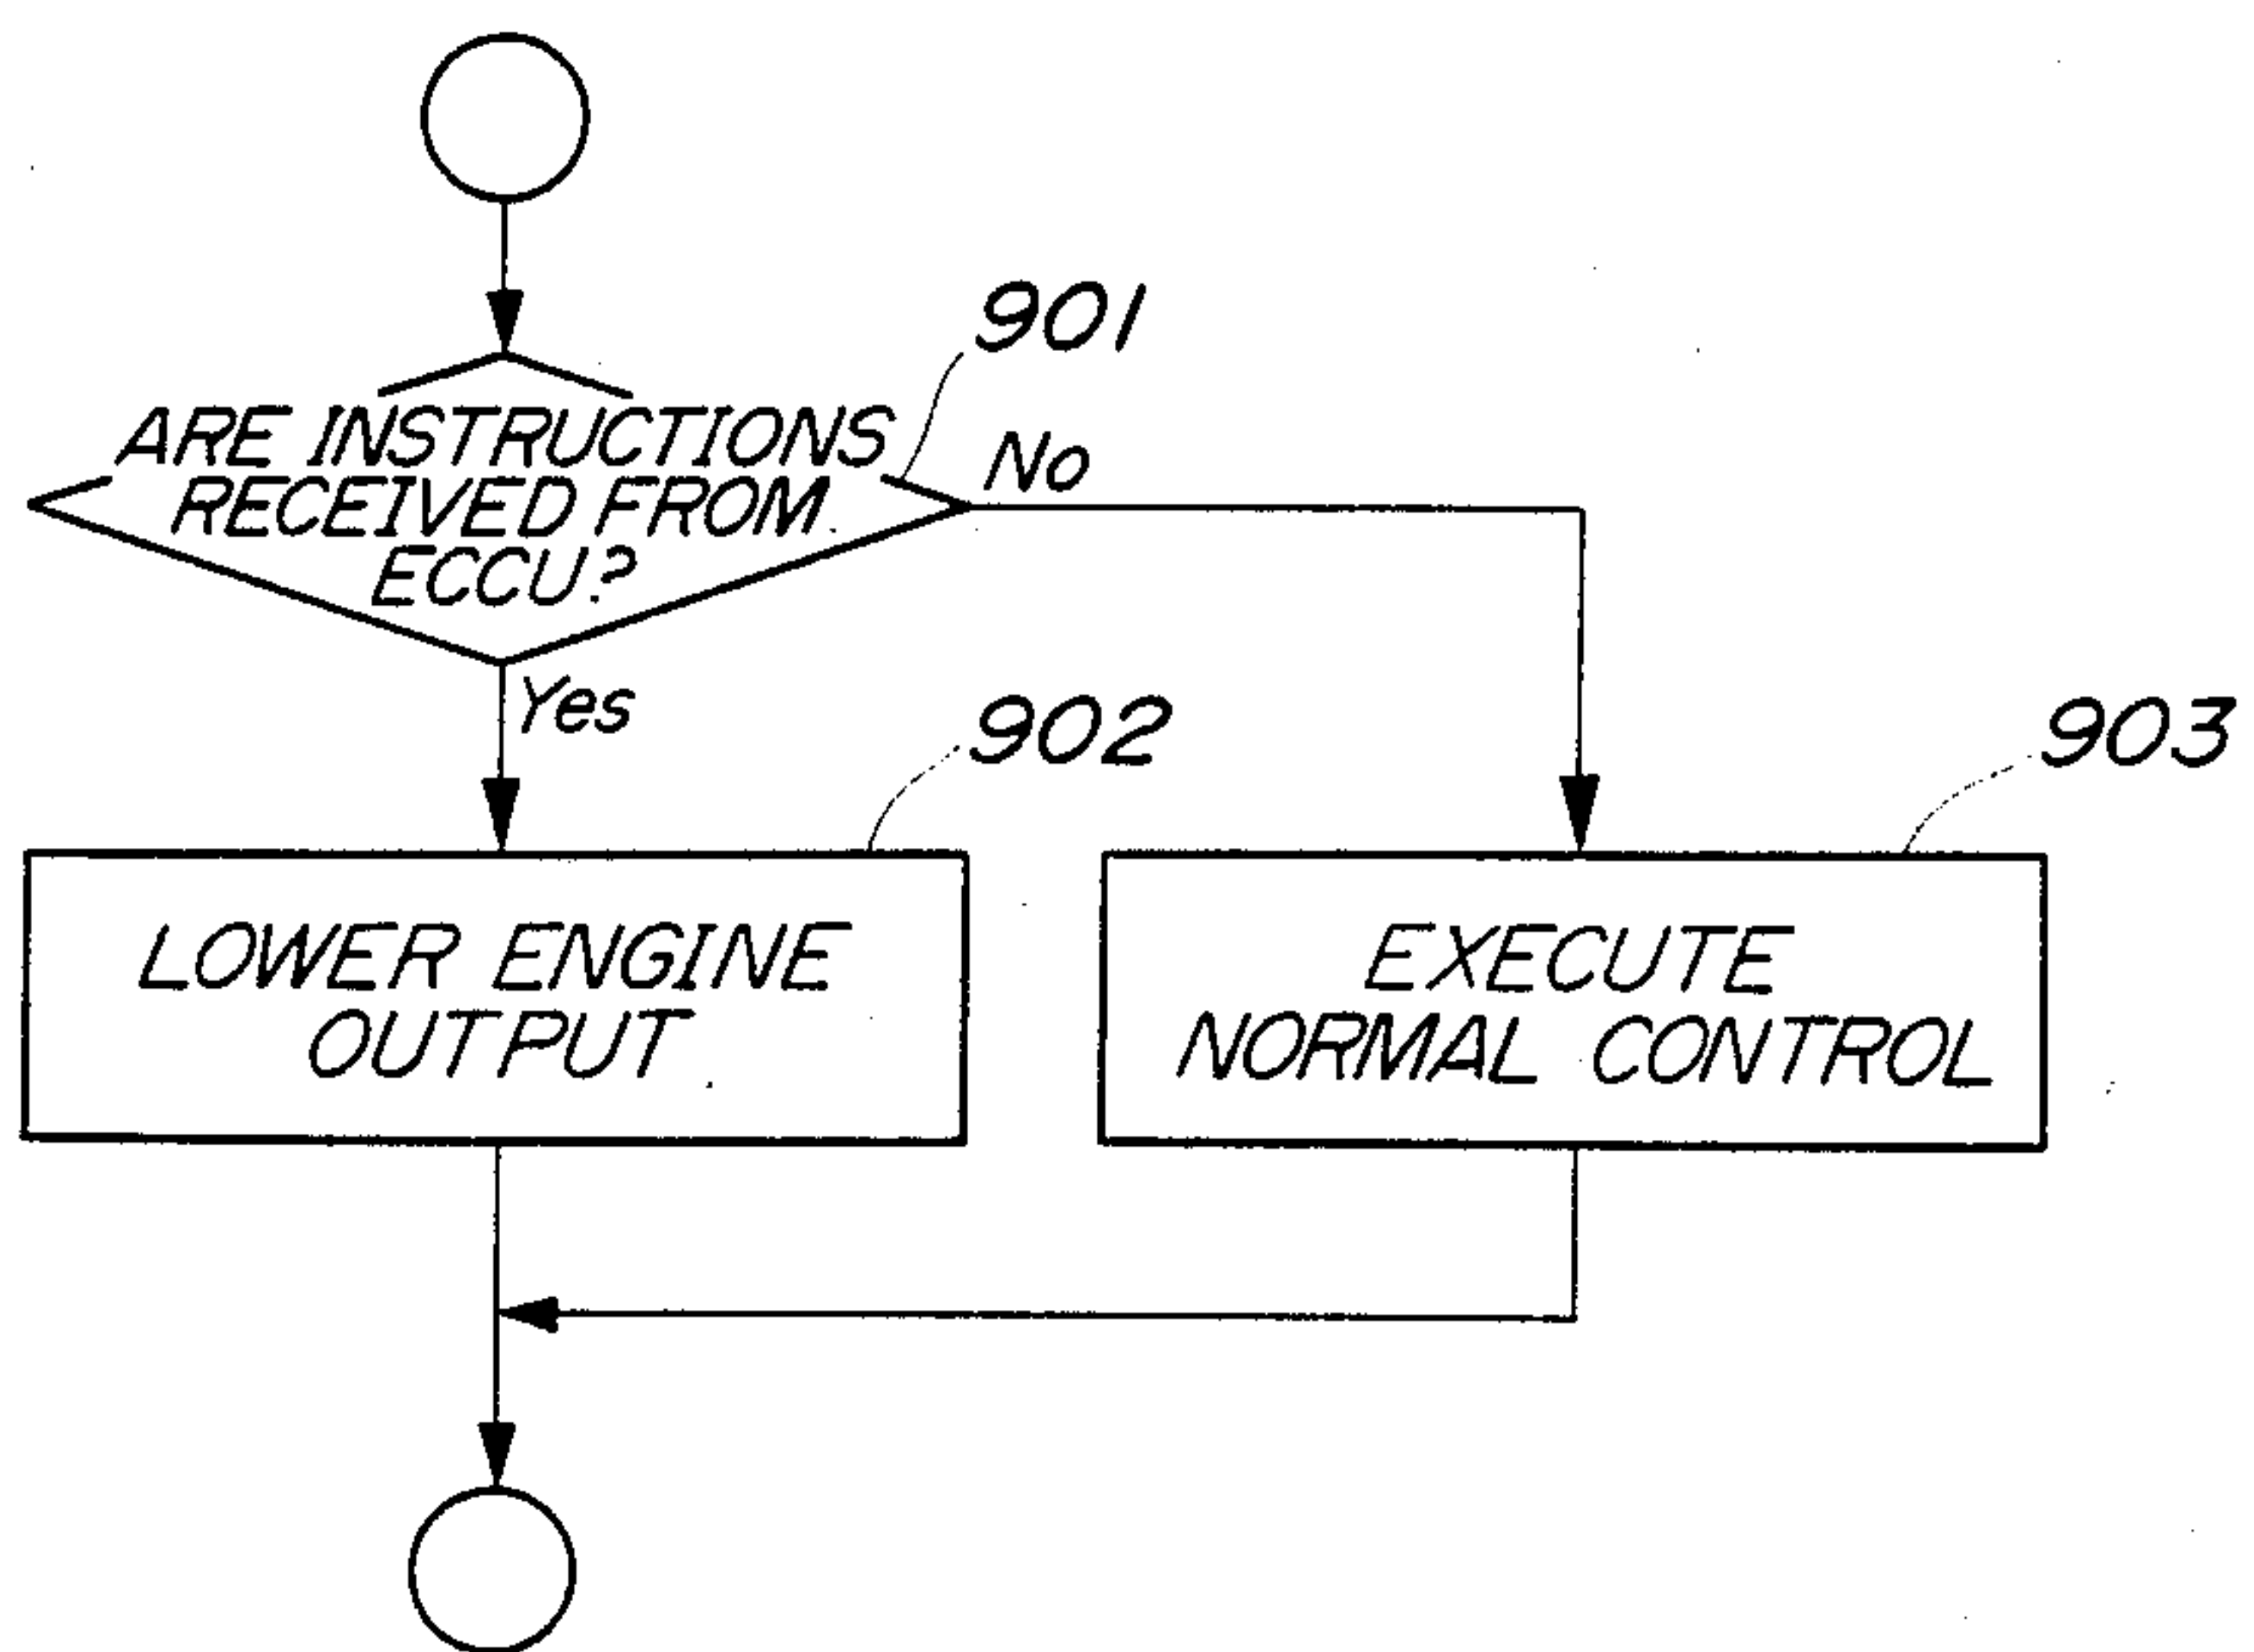 901
ARE INSTRUCTIONS
RECEIVED FROM
ECCU?
No
Yes
902
903
LOWER ENGINE
OUTPUT
EXECUTE
NORMAL CONTROL